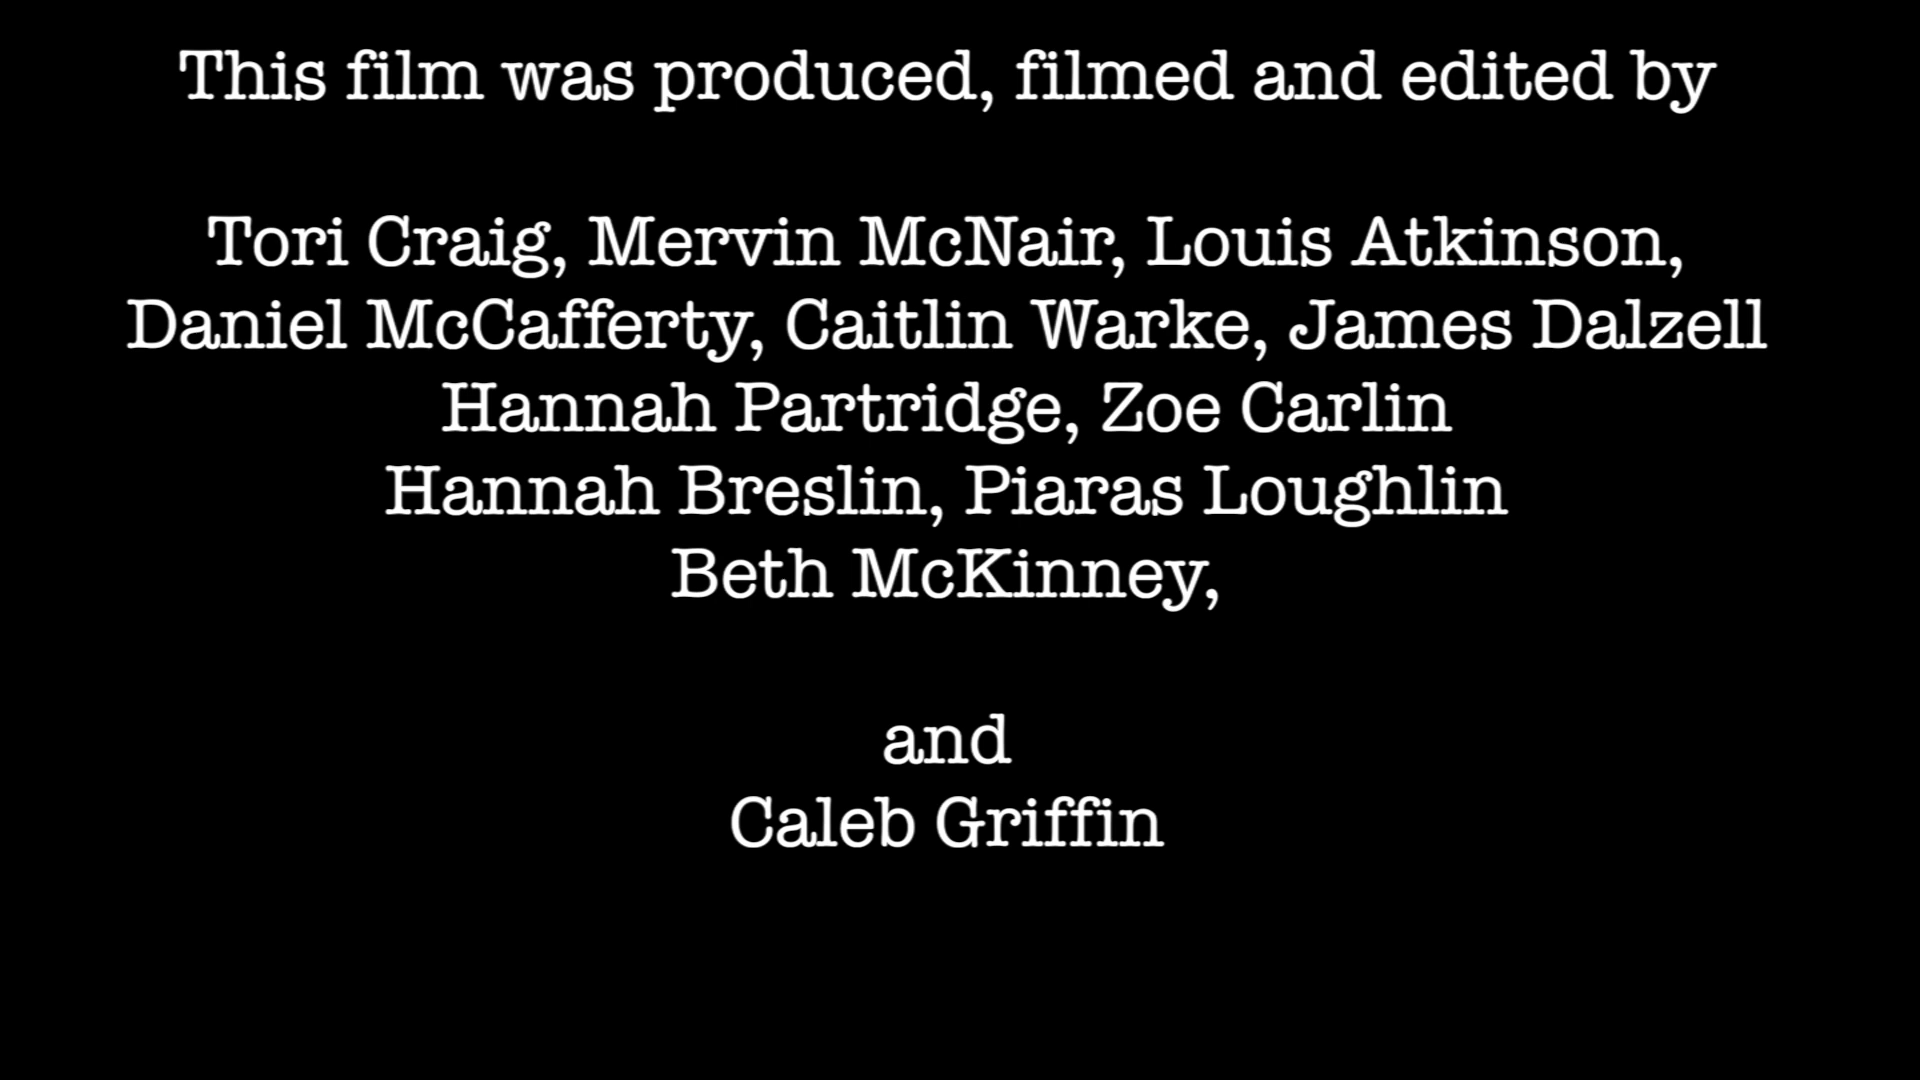 This film was produced, filmed and edited by
Tori Craig, Mervin McNair, Louis Atkinson,
Daniel McCafferty, Caitlin Warke, James Dalzell
Hannah Partridge, Zoe Carlin
Hannah Breslin, Piaras Loughlin
Beth McKinney,
and
Caleb Griffin